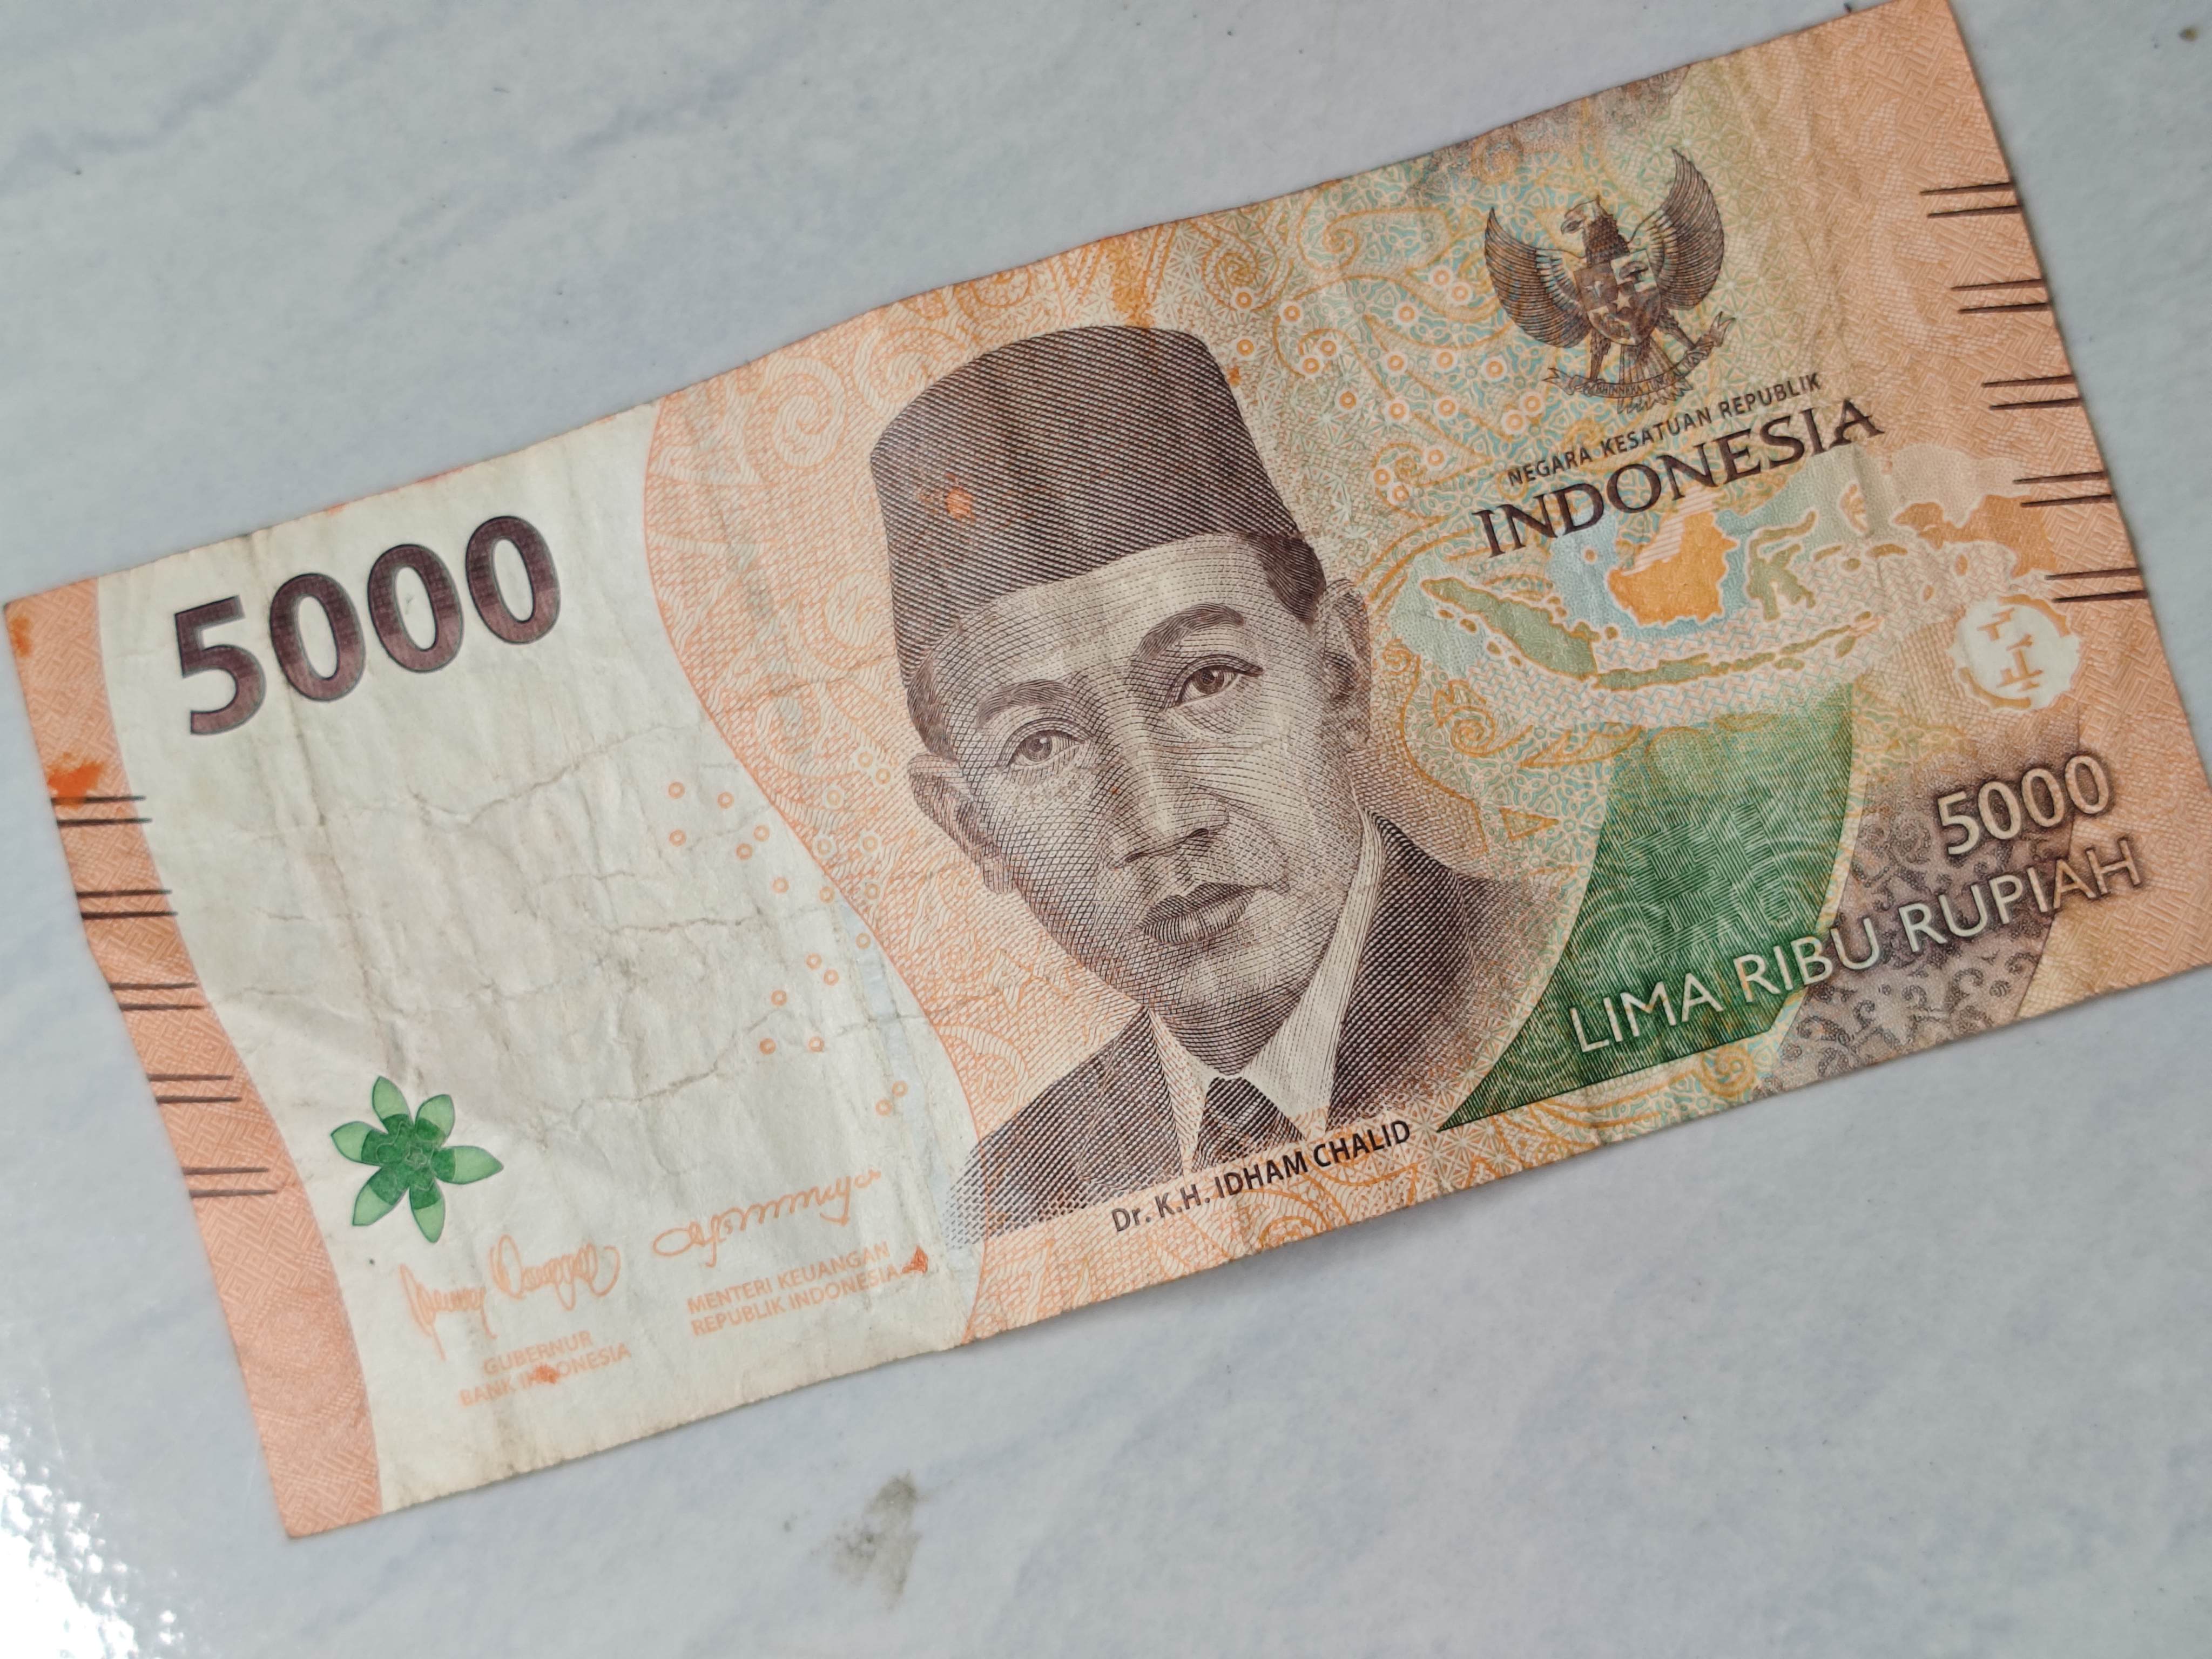 5000
NEGARA KESATUAN REPUBLIK
INDONESIA
5000
LIMA RIBU RUPIAH
Dr. K.H. IDHAM CHALID
GUBERNUR
BANK INDONESIA
MENTERI KEUANGAN
REPUBLIK INDONESIA